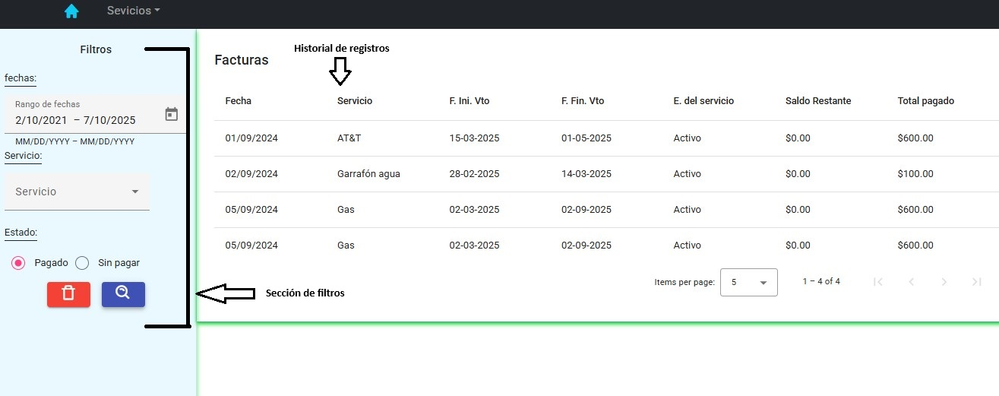 Sevicios
Filtros
fechas:
Rango de fechas
2/10/2021 – 7/10/2025
MM/DD/YYYY – MM/DD/YYYY
Servicio:
Servicio
Estado:
Pagado Sin pagar
Historial de registros
Facturas
Fecha Servicio F. Ini. Vto F. Fin. Vto E. del servicio Saldo Restante Total pagado
01/09/2024 AT&T 15-03-2025 01-05-2025 Activo $0.00 $600.00
02/09/2024 Garrafón agua 28-02-2025 14-03-2025 Activo $0.00 $100.00
05/09/2024 Gas 02-03-2025 02-09-2025 Activo $0.00 $600.00
05/09/2024 Gas 02-03-2025 02-09-2025 Activo $0.00 $600.00
Items per page: 5 1 – 4 of 4
Sección de filtros